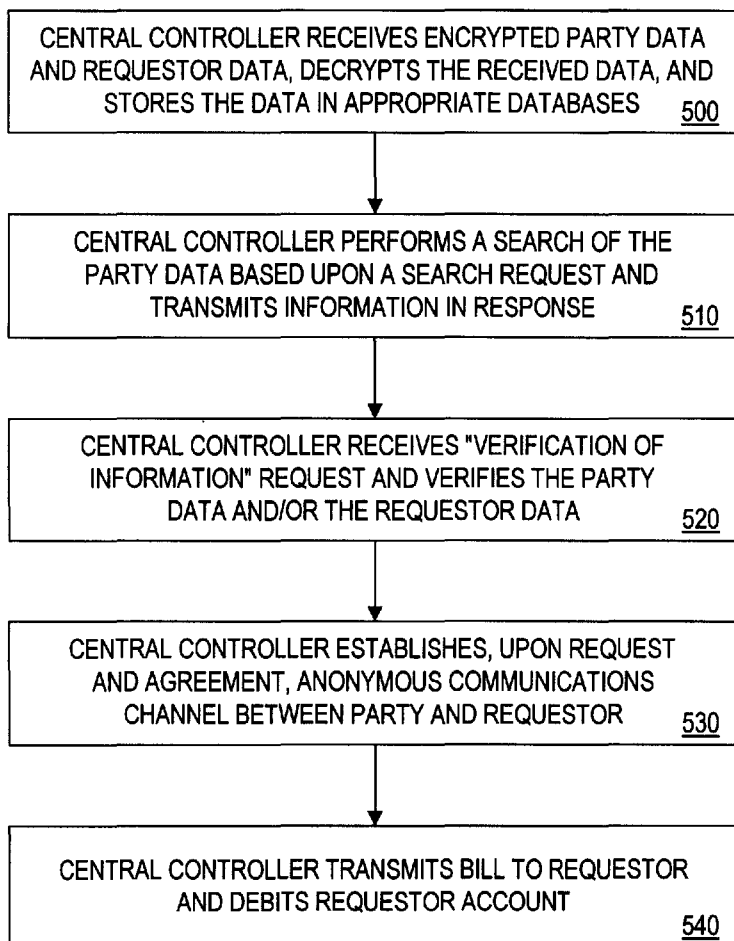 CENTRAL CONTROLLER RECEIVES ENCRYPTED PARTY DATA
AND REQUESTOR DATA, DECRYPTS THE RECEIVED DATA, AND
STORES THE DATA IN APPROPRIATE DATABASES
500
CENTRAL CONTROLLER PERFORMS A SEARCH OF THE
PARTY DATA BASED UPON A SEARCH REQUEST AND
TRANSMITS INFORMATION IN RESPONSE
510
CENTRAL CONTROLLER RECEIVES "VERIFICATION OF
INFORMATION" REQUEST AND VERIFIES THE PARTY
DATA AND/OR THE REQUESTOR DATA
520
CENTRAL CONTROLLER ESTABLISHES, UPON REQUEST
AND AGREEMENT, ANONYMOUS COMMUNICATIONS
CHANNEL BETWEEN PARTY AND REQUESTOR
530
CENTRAL CONTROLLER TRANSMITS BILL TO REQUESTOR
AND DEBITS REQUESTOR ACCOUNT
540